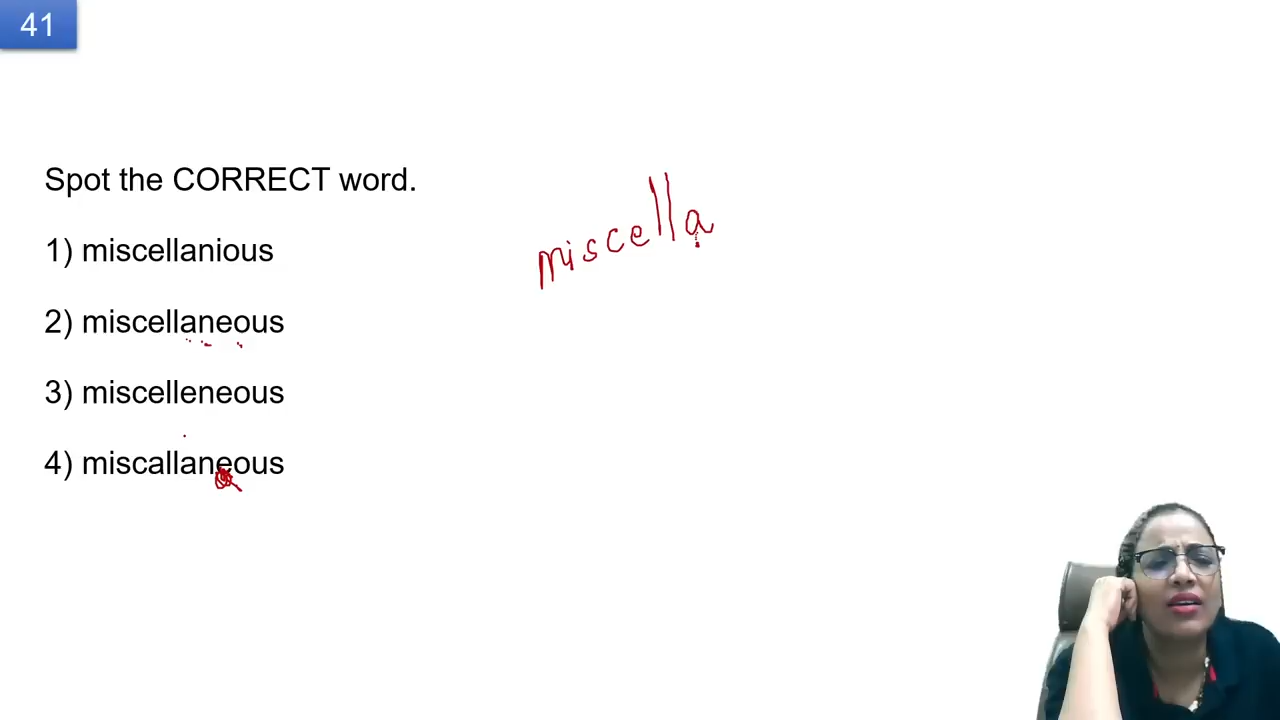 41
Spot the CORRECT word.
miscella
1) miscellanious
2) miscellaneous
3) miscelleneous
4) miscallaneous